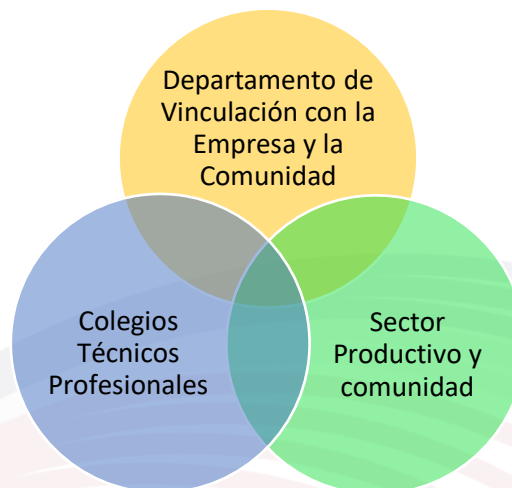 Departamento de
Vinculación con la
Empresa y la
Comunidad
Colegios
Técnicos
Profesionales
Sector
Productivo y
comunidad